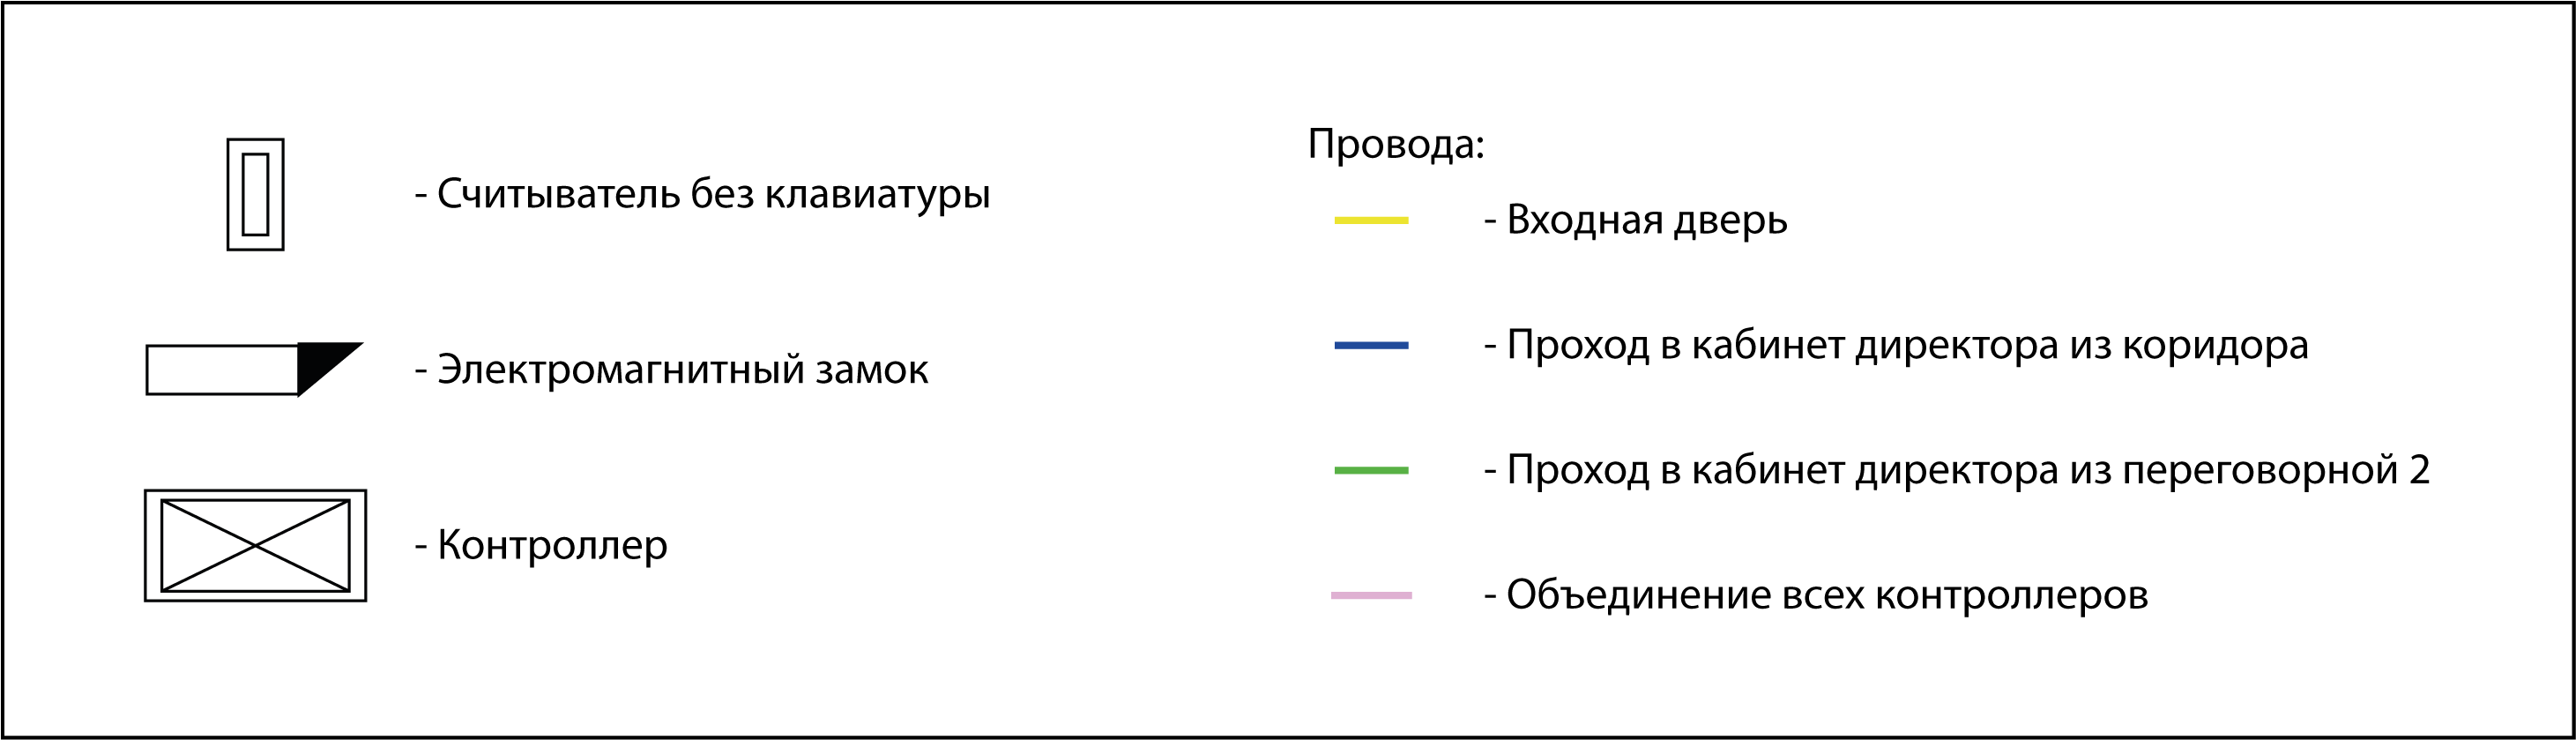 - Считыватель без клавиатуры
- Электромагнитный замок
- Контроллер
Провода:
- Входная дверь
- Проход в кабинет директора из коридора
- Проход в кабинет директора из переговорной 2
- Объединение всех контроллеров